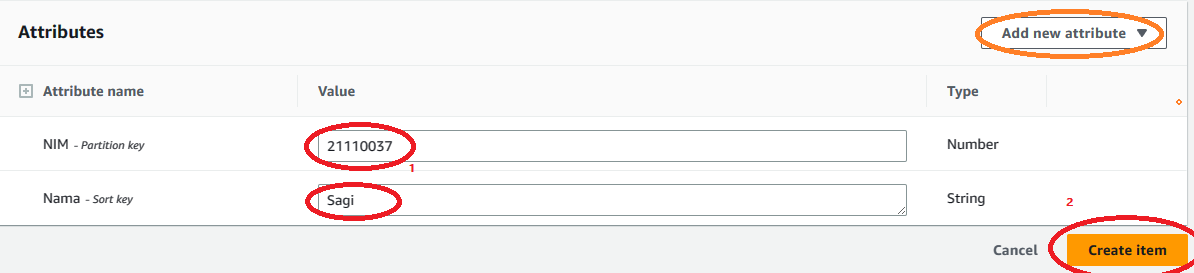 Attributes
Add new attribute ▼
Attribute name Value Type
NIM - Partition key 21110037 Number
1
Nama - Sort key Sagi String
2
Cancel Create item